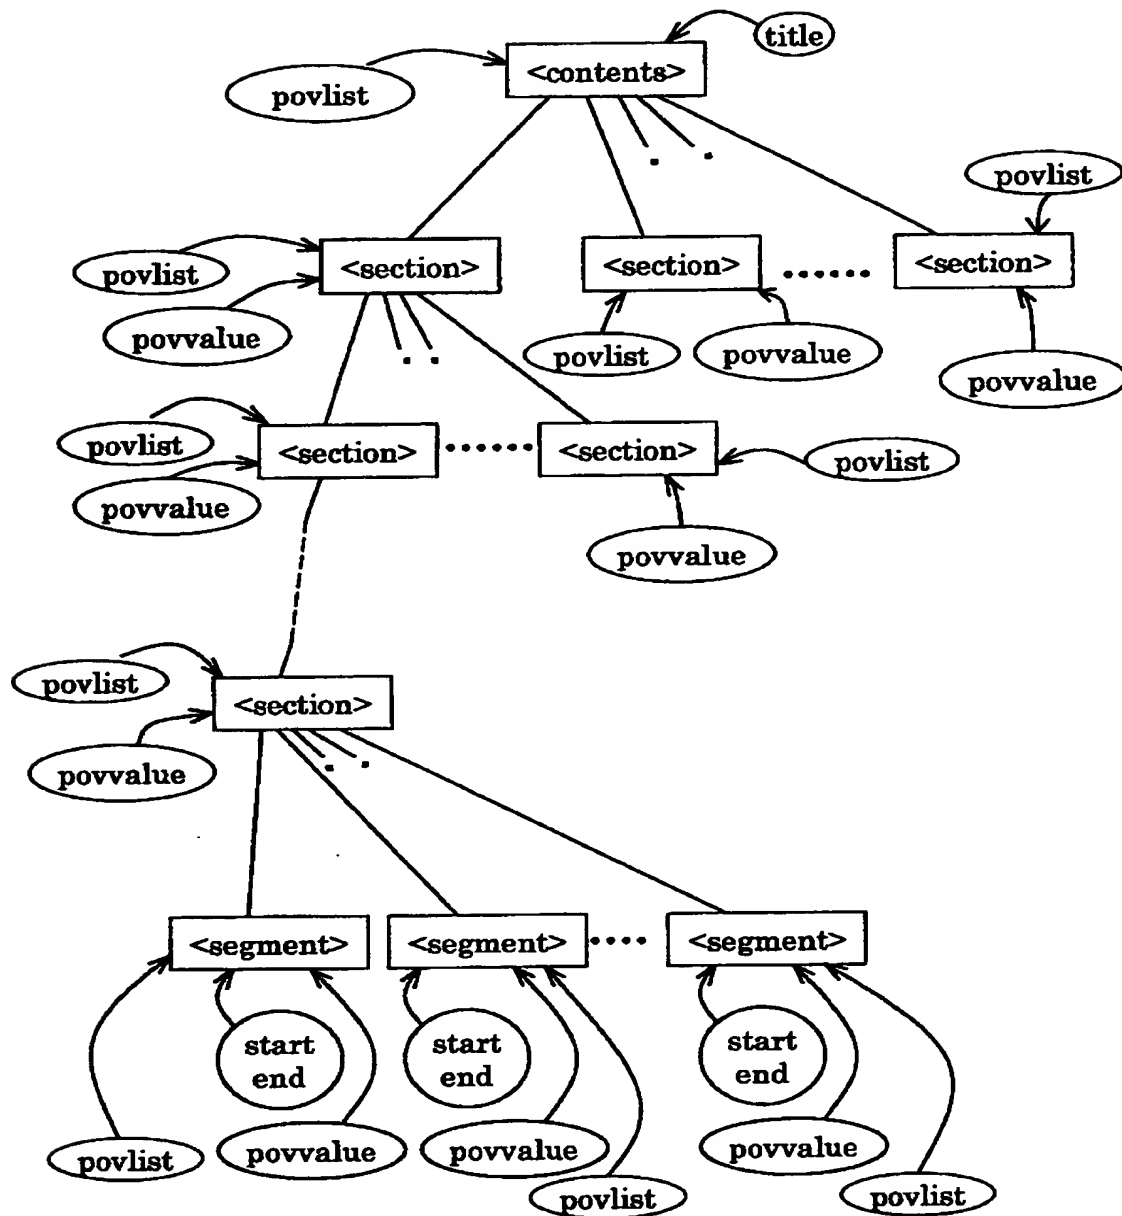 title
<contents>
povlist
povlist
povlist
<section>
<section>
<section>
povvalue
povlist
povvalue
povvalue
povlist
<section>
<section>
povlist
povvalue
povvalue
povlist
<section>
povvalue
<segment>
<segment>
<segment>
start
end
start
end
start
end
povlist
povvalue
povvalue
povvalue
povlist
povlist